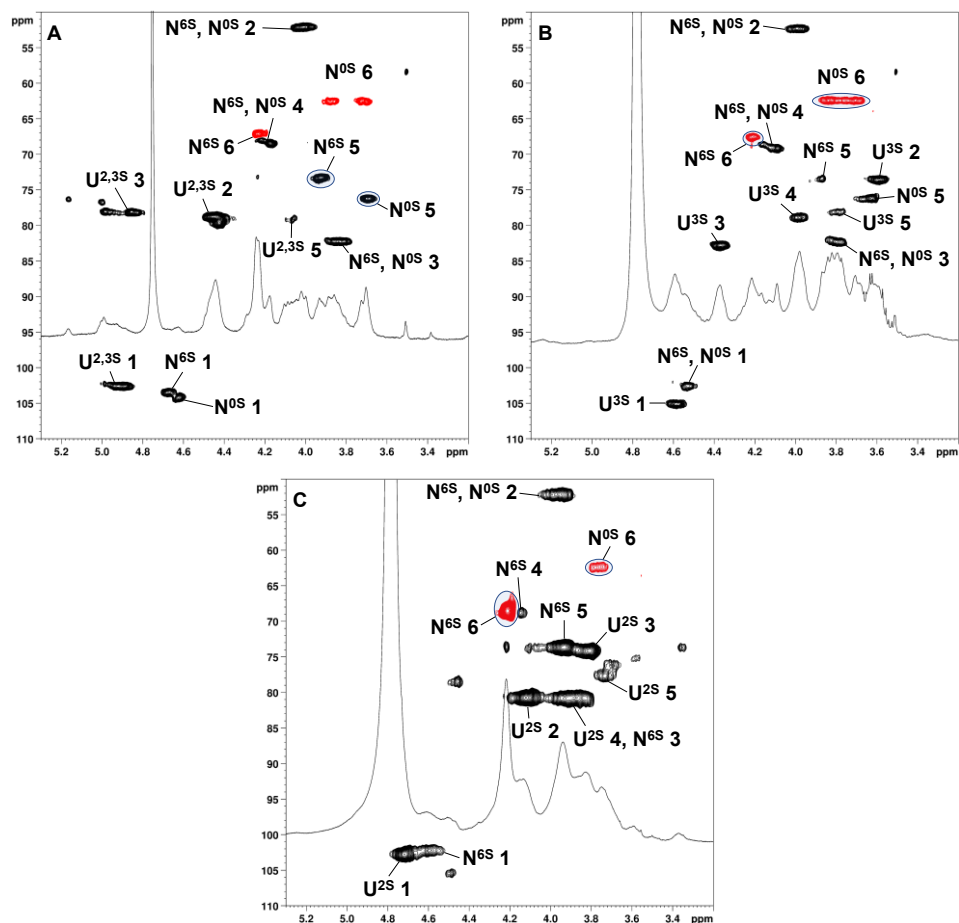 ppm
A
N6S, N0S 2
55
N0S 6
60
N6S, N0S 4
65
N6S 6
N6S 5
70
75
U2,3S 3
U2,3S 2
N0S 5
80
U2,3S 5
N6S, N0S 3
85
90
95
100
U2,3S 1
N6S 1
N0S 1
105
110
5.2 4.8 4.6 4.4 4.2 4.0 3.8 3.6 3.4 ppm
ppm
B
N6S, N0S 2
55
N0S 6
60
N6S, N0S 4
65
N6S 6
N6S 5
U3S 2
70
75
U3S 4
N0S 5
80
U3S 3
U3S 5
N6S, N0S 3
85
90
95
100
N6S, N0S 1
U3S 1
105
110
5.2 5.0 4.8 4.6 4.4 4.2 4.0 3.8 3.6 3.4 ppm
ppm
C
N6S, N0S 2
55
N0S 6
60
N6S 4
65
N6S 6
N6S 5
U2S 3
70
75
U2S 5
80
U2S 2
U2S 4, N6S 3
85
90
95
100
N6S 1
U2S 1
105
110
5.2 5.0 4.8 4.6 4.4 4.2 4.0 3.8 3.6 3.4 ppm